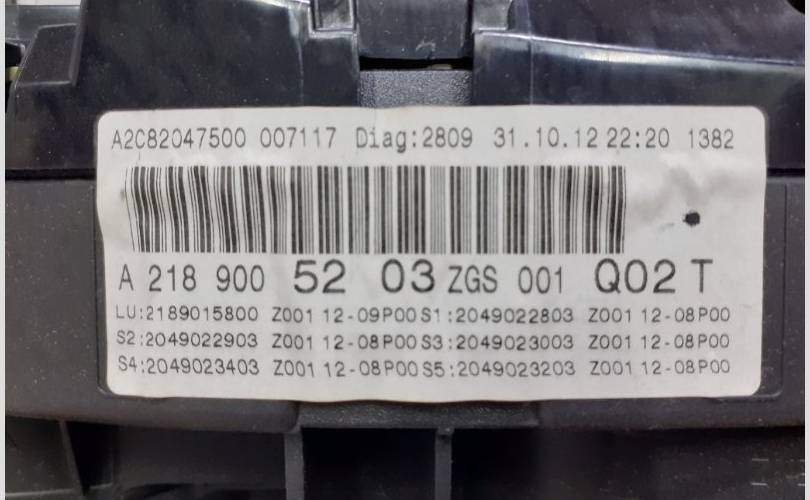 A2C82047500 007117 Diag:2809 31.10.12 22:20 1382
A 218 900 52 03 ZGS 001 Q02 T
LU:2189015800 Z001 12-09P00 S1:2049022803 Z001 12-08P00
S2:2049022903 Z001 12-08P00 S3:2049023003 Z001 12-08P00
S4:2049023403 Z001 12-08P00 S5:2049023203 Z001 12-08P00